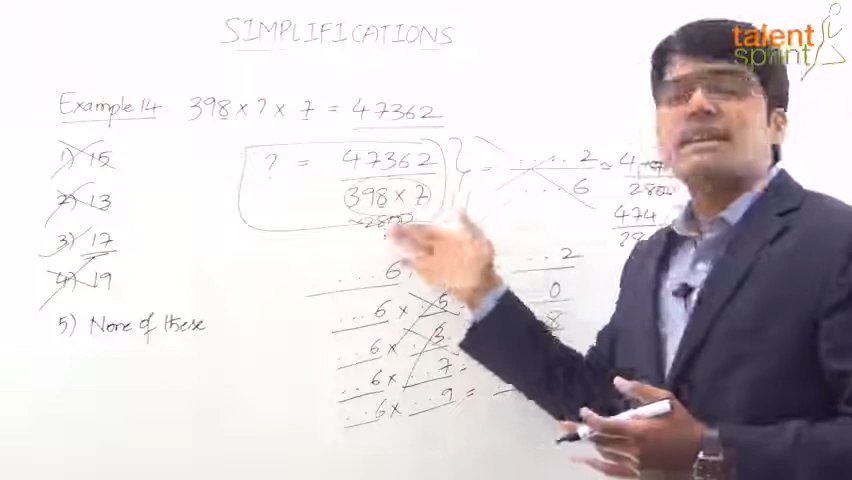 talent
sprint
SIMPLIFICATIONS
Example 14 398 × ? × 7 = 47362
1) 15
2) 13
3) 17
4) 19
5) None of these
? = 47362
398 × 7
≈2800
= ... .. 2
.. .. 6
474
... . 6
... 6 × .. 5
.. 6 × .. 3
... 6 × .. 7 =
... 6 × .. 9 =
.. . 2
0
8